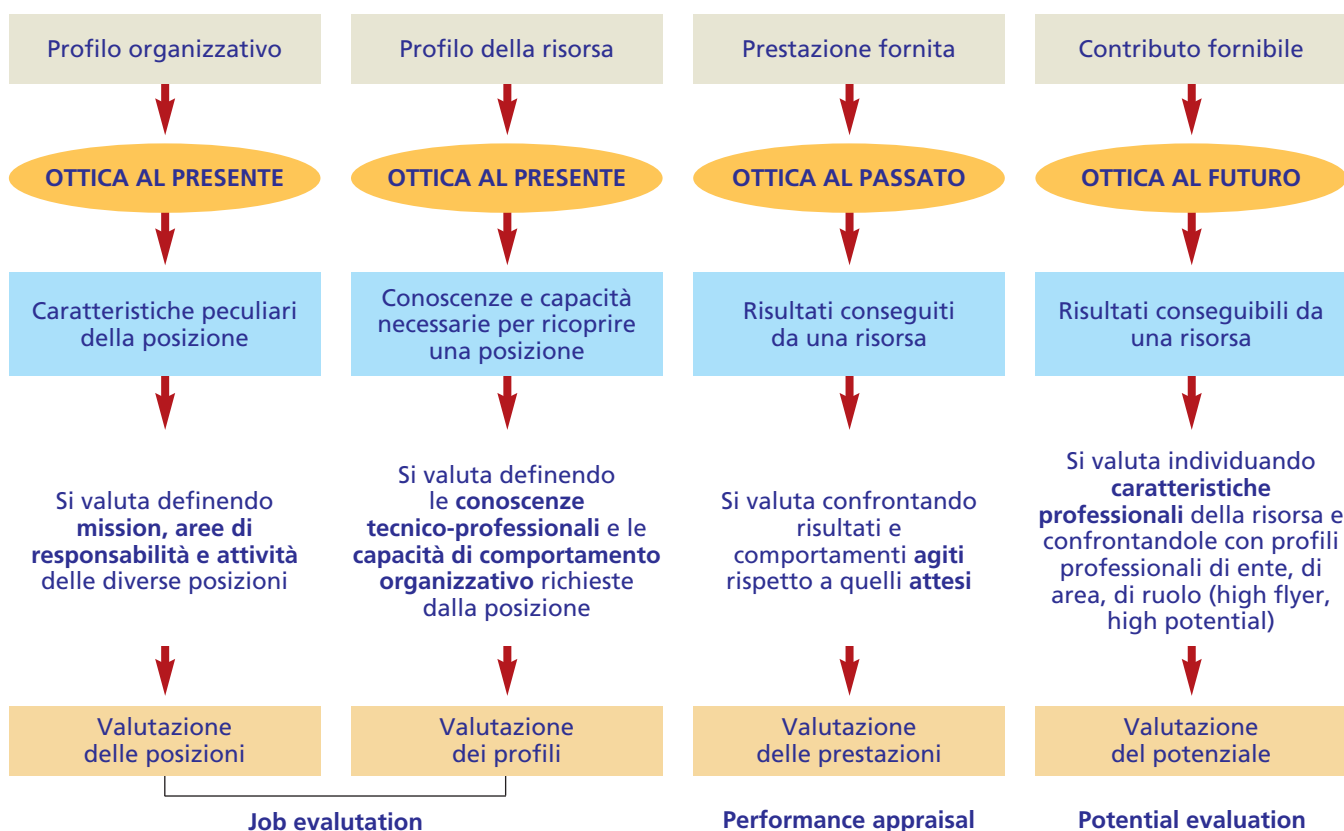 Profilo organizzativo
Profilo della risorsa
Prestazione fornita
Contributo fornibile
OTTICA AL PRESENTE
OTTICA AL PRESENTE
OTTICA AL PASSATO
OTTICA AL FUTURO
Caratteristiche peculiari
della posizione
Conoscenze e capacità
necessarie per ricoprire
una posizione
Risultati conseguiti
da una risorsa
Risultati conseguibili da
una risorsa
Si valuta definendo
mission, aree di
responsabilità e attività
delle diverse posizioni
Si valuta definendo
le conoscenze
tecnico-professionali e le
capacità di comportamento
organizzativo richieste
dalla posizione
Si valuta confrontando
risultati e
comportamenti agiti
rispetto a quelli attesi
Si valuta individuando
caratteristiche
professionali della risorsa e
confrontandole con profili
professionali di ente, di
area, di ruolo (high flyer,
high potential)
Valutazione
delle posizioni
Valutazione
dei profili
Valutazione
delle prestazioni
Valutazione
del potenziale
Job evalutation
Performance appraisal
Potential evaluation